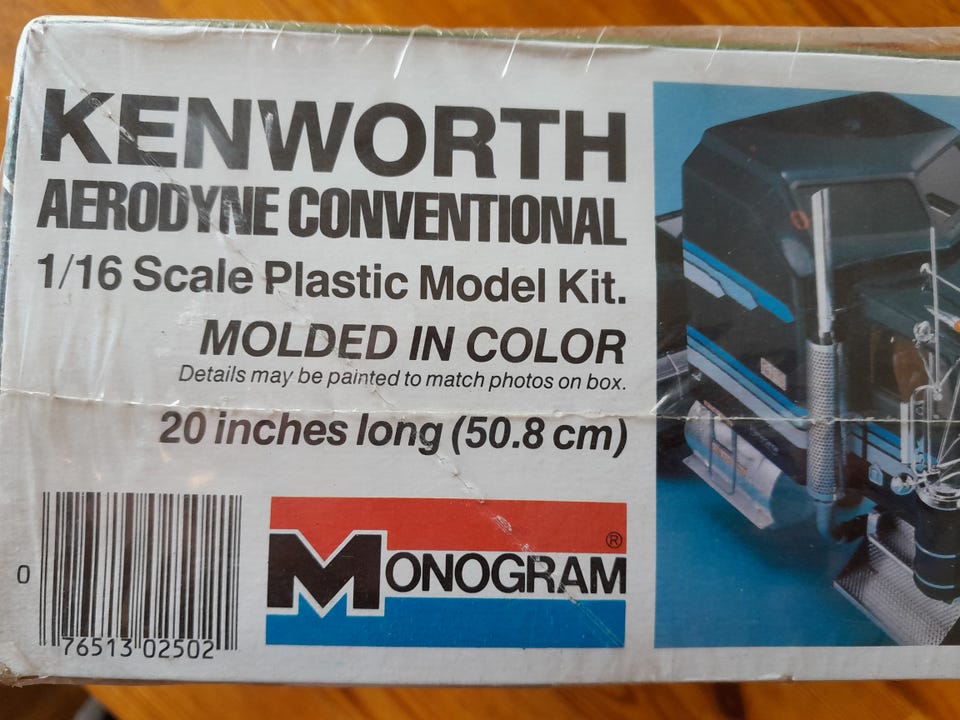 KENWORTH
AERODYNE CONVENTIONAL
1/16 Scale Plastic Model Kit.
MOLDED IN COLOR
Details may be painted to match photos on box.
20 inches long (50.8 cm)
MONOGRAM®
0 76513 02502